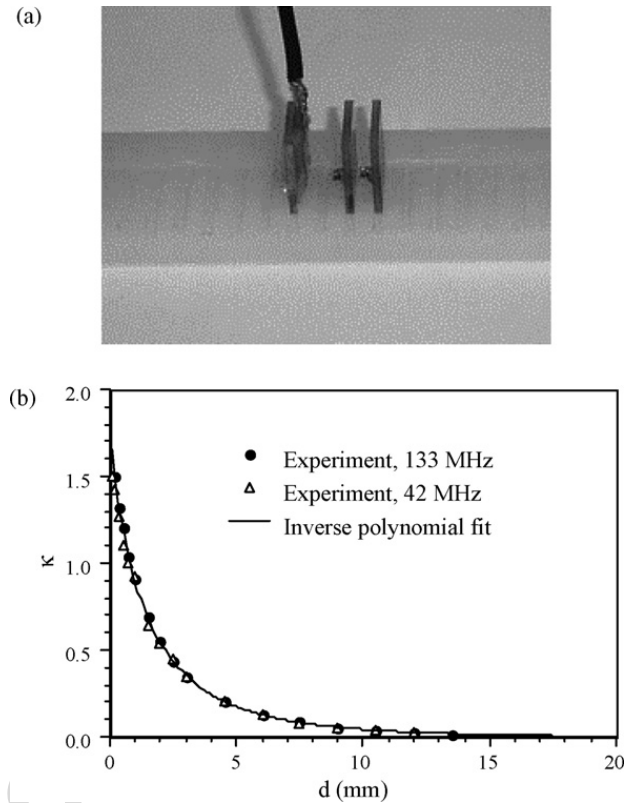 (a)
(b)
2.0
1.5
1.0
0.5
0.0
κ
Experiment, 133 MHz
Experiment, 42 MHz
Inverse polynomial fit
0
5
10
15
20
d (mm)